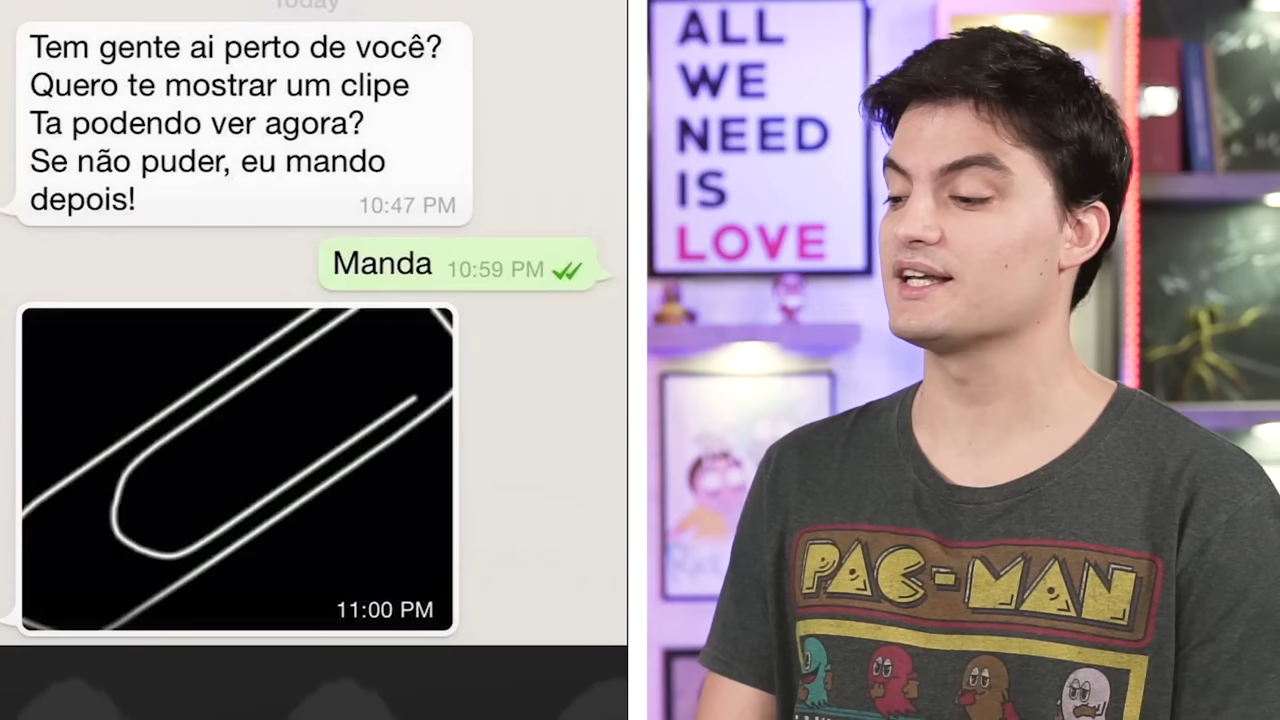 Today
Tem gente ai perto de você?
Quero te mostrar um clipe
Ta podendo ver agora?
Se não puder, eu mando
depois!
10:47 PM
Manda 10:59 PM
11:00 PM
ALL
WE
NEED
IS
LOVE
PAC-MAN